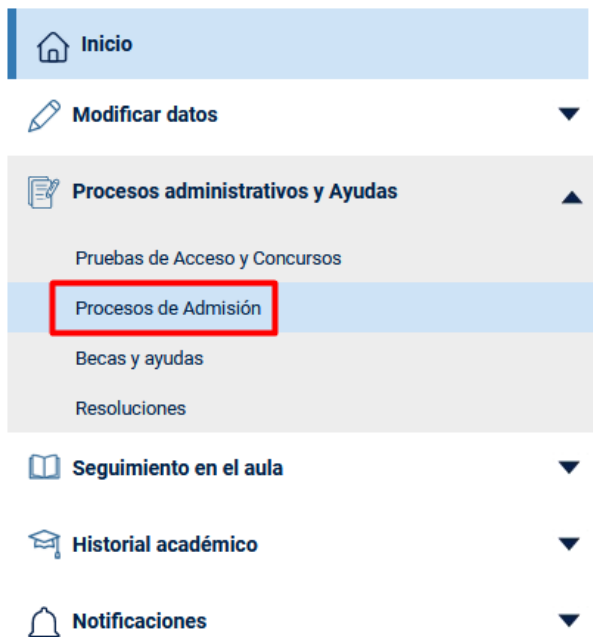 Inicio
Modificar datos
Procesos administrativos y Ayudas
Pruebas de Acceso y Concursos
Procesos de Admisión
Becas y ayudas
Resoluciones
Seguimiento en el aula
Historial académico
Notificaciones